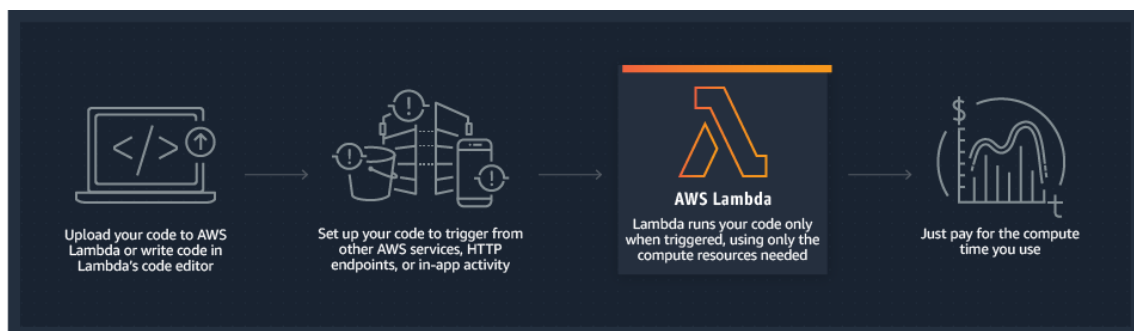 </>
$
t
AWS Lambda
Upload your code to AWS
Lambda or write code in
Lambda's code editor
Set up your code to trigger from
other AWS services, HTTP
endpoints, or in-app activity
Lambda runs your code only
when triggered, using only the
compute resources needed
Just pay for the compute
time you use